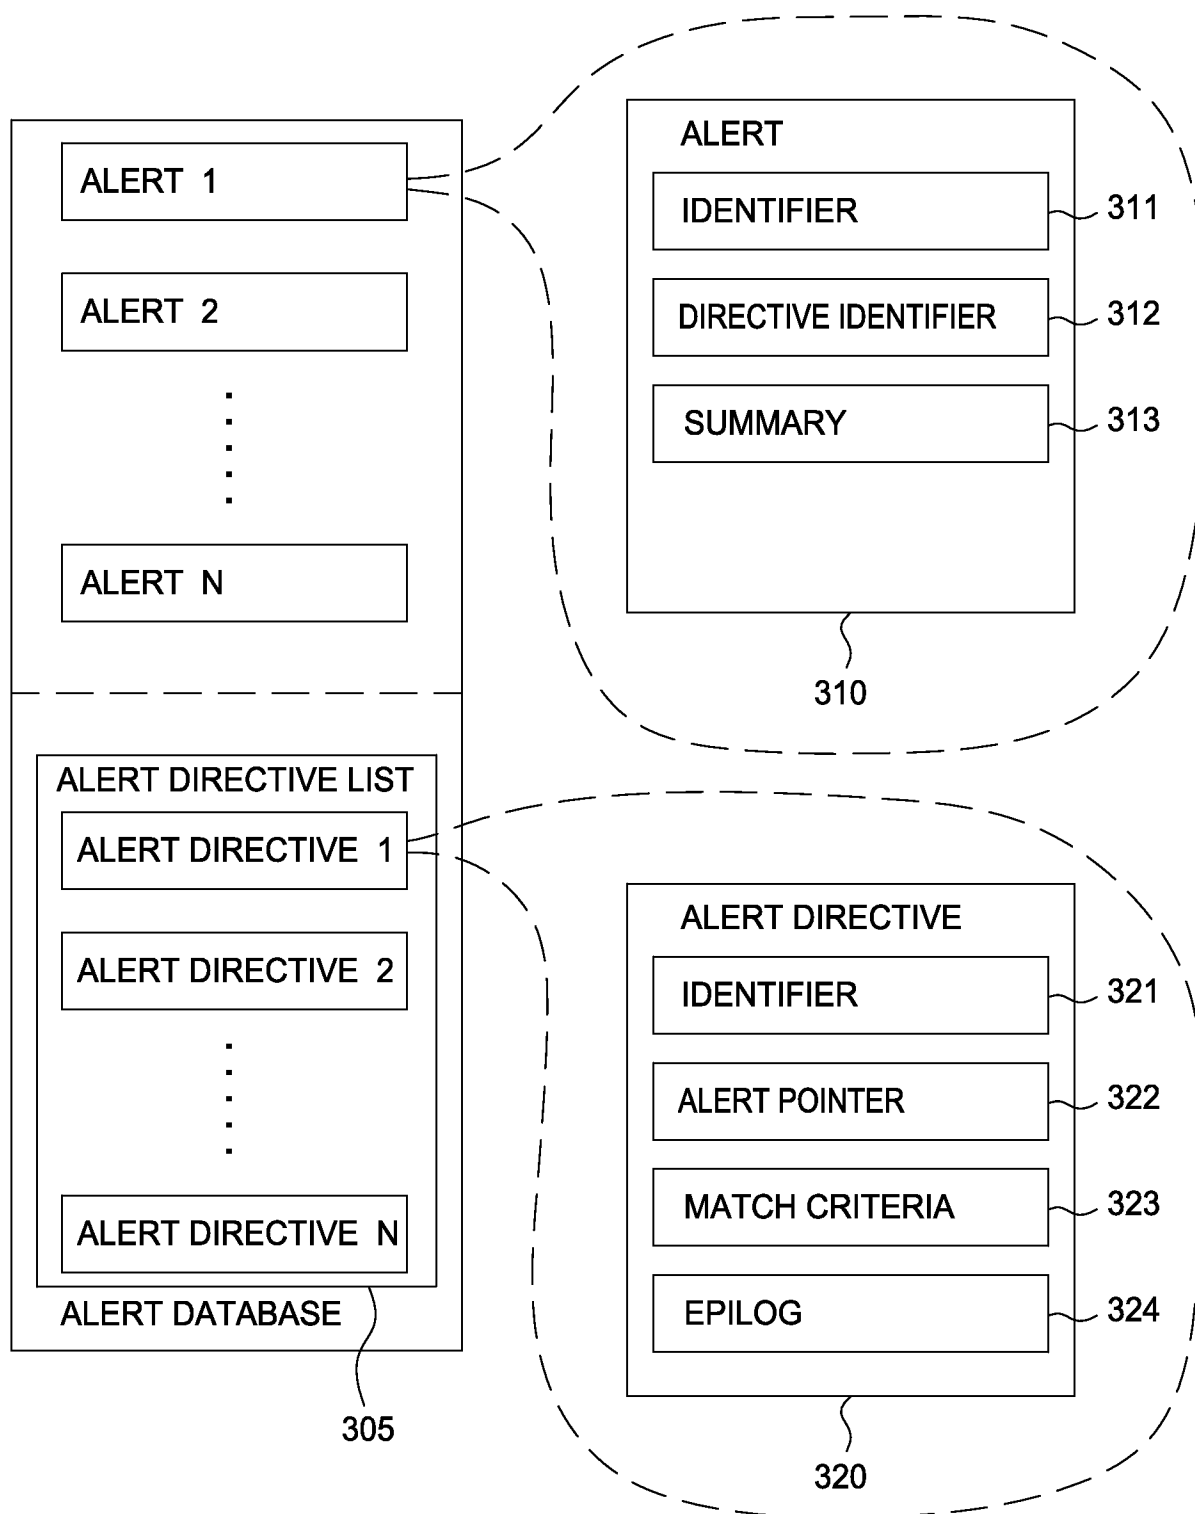 ALERT 1
ALERT 2
ALERT N
ALERT DIRECTIVE LIST
ALERT DIRECTIVE 1
ALERT DIRECTIVE 2
ALERT DIRECTIVE N
ALERT DATABASE
305
ALERT
IDENTIFIER
311
DIRECTIVE IDENTIFIER
312
SUMMARY
313
310
ALERT DIRECTIVE
IDENTIFIER
321
ALERT POINTER
322
MATCH CRITERIA
323
EPILOG
324
320